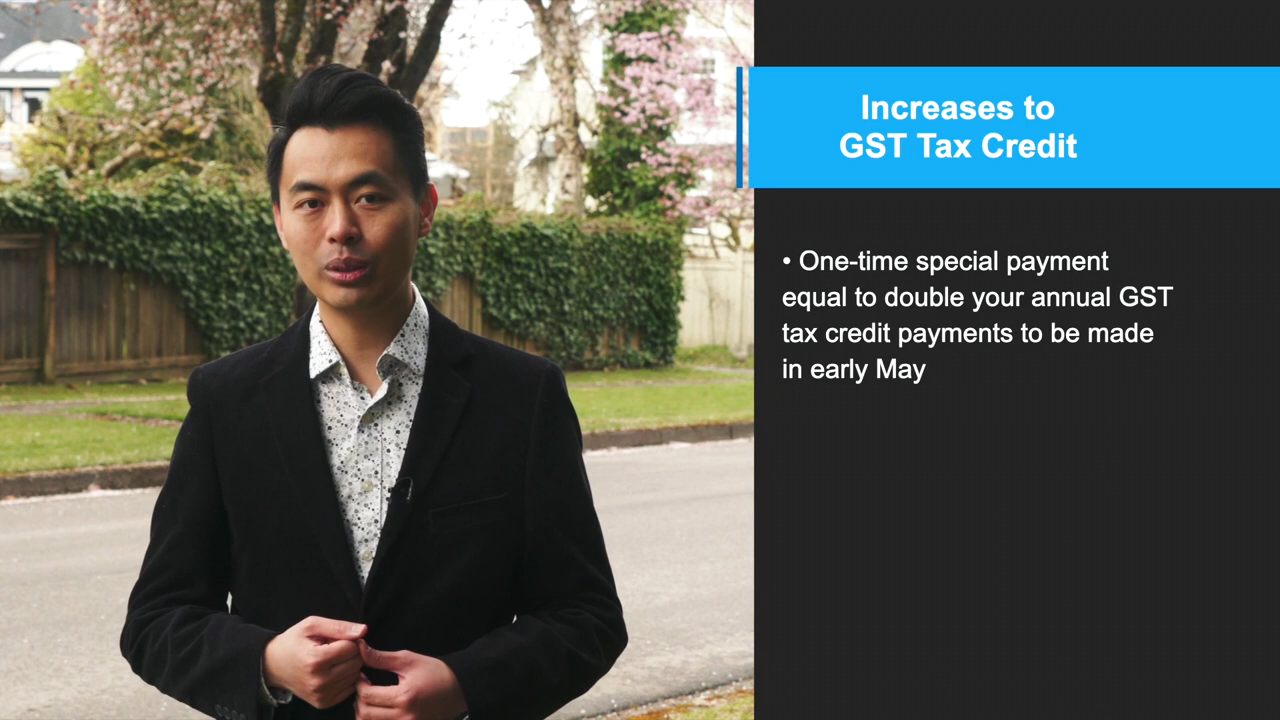 Increases to
GST Tax Credit
• One-time special payment
equal to double your annual GST
tax credit payments to be made
in early May